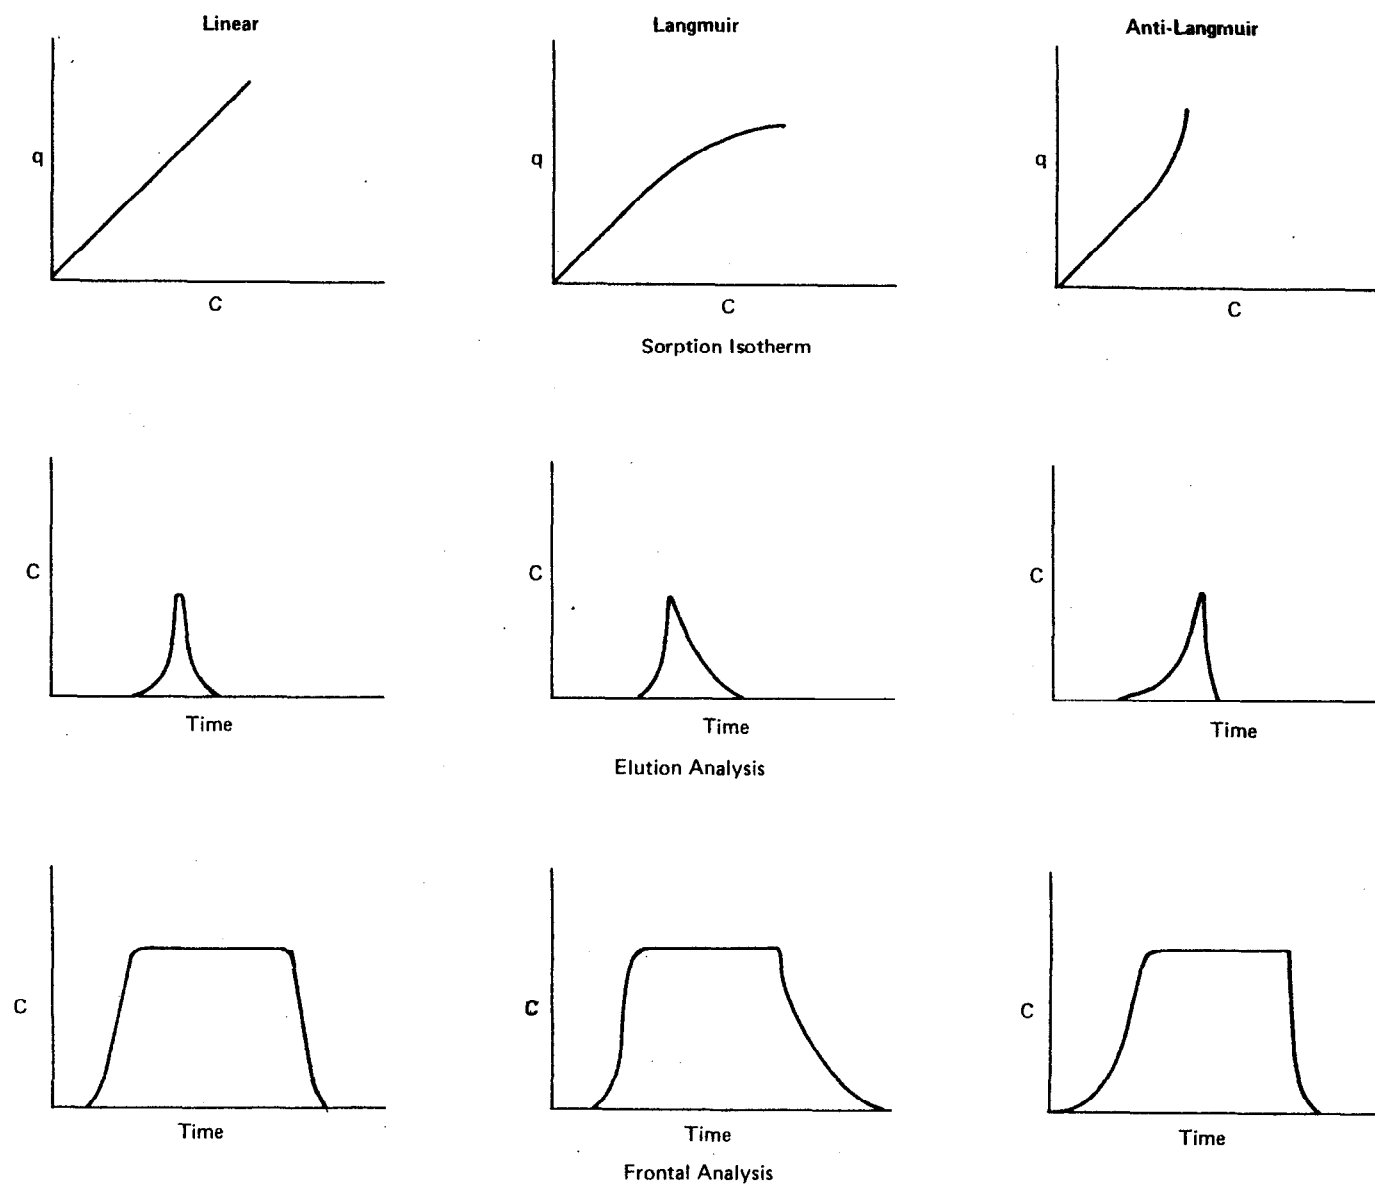 Linear
Langmuir
Anti-Langmuir
q
q
q
C
C
C
Sorption Isotherm
C
C
C
Time
Time
Time
Elution Analysis
C
C
C
Time
Time
Time
Frontal Analysis